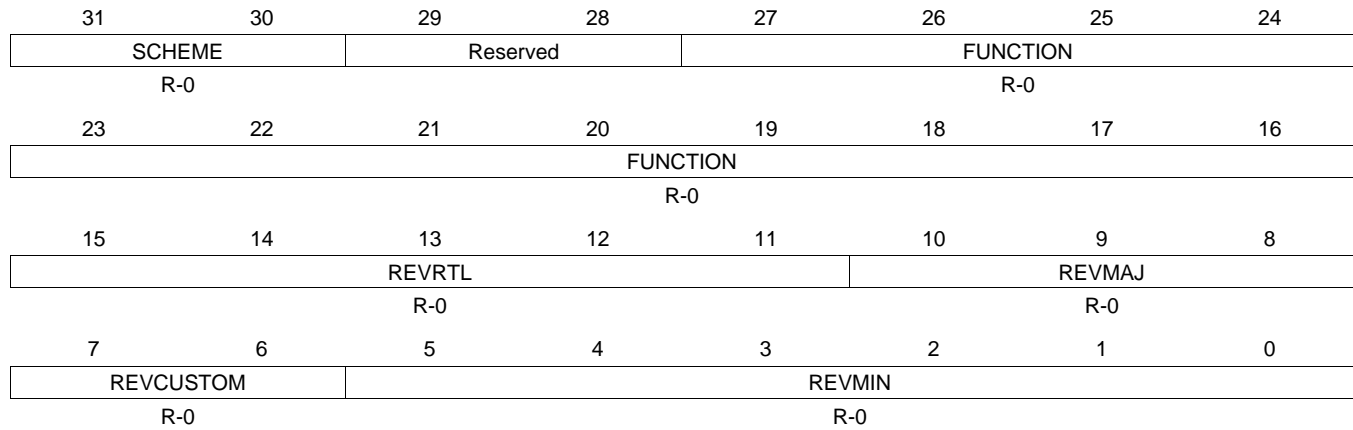 31 30 29 28 27 26 25 24
SCHEME Reserved FUNCTION
R-0 R-0
23 22 21 20 19 18 17 16
FUNCTION
R-0
15 14 13 12 11 10 9 8
REVRTL REVMAJ
R-0 R-0
7 6 5 4 3 2 1 0
REVCUSTOM REVMIN
R-0 R-0